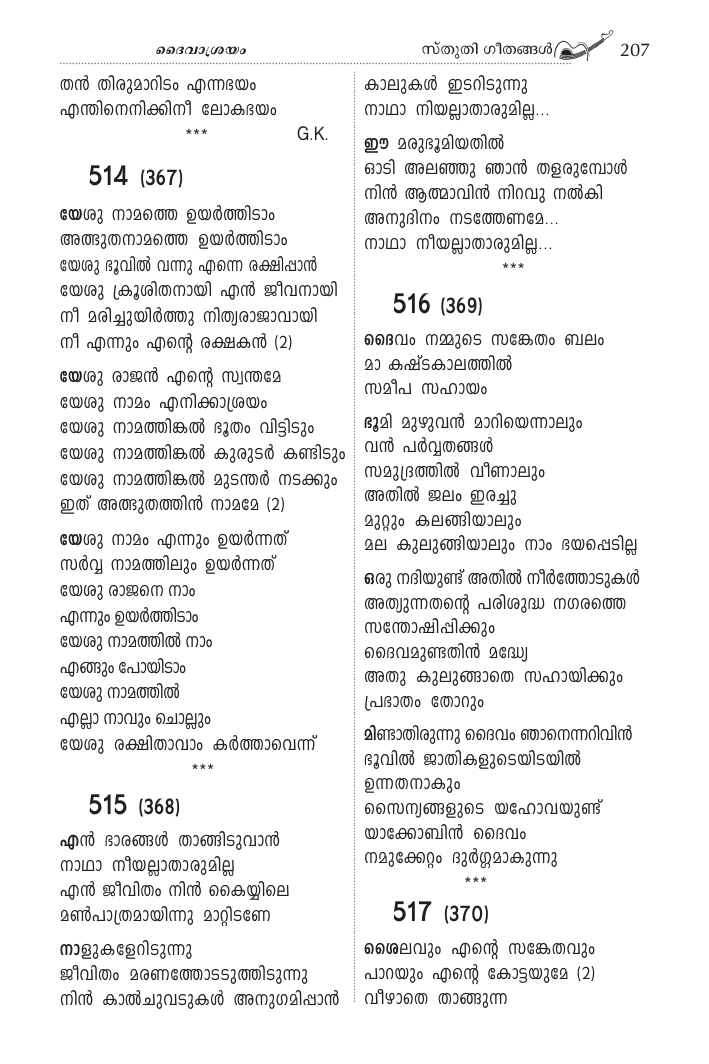 ദൈവാശ്രയം
സ്തുതി ഗീതങ്ങൾ 207
തൻ തിരുമാറിടം എന്നഭയം
എന്തിനെനിക്കിനീ ലോകഭയം
*** G.K.
514 (367)
യേശു നാമത്തെ ഉയർത്തിടാം
അത്ഭുതനാമത്തെ ഉയർത്തിടാം
യേശു ഭൂവിൽ വന്നു എന്നെ രക്ഷിപ്പാൻ
യേശു ക്രൂശിതനായി എൻ ജീവനായി
നീ മരിച്ചുയിർത്തു നിത്യരാജാവായി
നീ എന്നും എന്റെ രക്ഷകൻ (2)
യേശു രാജൻ എന്റെ സ്വന്തമേ
യേശു നാമം എനിക്കാശ്രയം
യേശു നാമത്തിങ്കൽ ഭൂതം വിട്ടിടും
യേശു നാമത്തിങ്കൽ കുരുടർ കണ്ടിടും
യേശു നാമത്തിങ്കൽ മുടന്തർ നടക്കും
ഇത് അത്ഭുതത്തിൻ നാമമേ (2)
യേശു നാമം എന്നും ഉയർന്നത്
സർവ്വ നാമത്തിലും ഉയർന്നത്
യേശു രാജനെ നാം
എന്നും ഉയർത്തിടാം
യേശു നാമത്തിൽ നാം
എങ്ങും പോയിടാം
യേശു നാമത്തിൽ
എല്ലാ നാവും ചൊല്ലും
യേശു രക്ഷിതാവാം കർത്താവെന്ന്
***
515 (368)
എൻ ഭാരങ്ങൾ താങ്ങിടുവാൻ
നാഥാ നീയല്ലാതാരുമില്ല
എൻ ജീവിതം നിൻ കൈയ്യിലെ
മൺപാത്രമായിന്നു മാറ്റിടണേ
നാളുകളേറിടുന്നു
ജീവിതം മരണത്തോടടുത്തിടുന്നു
നിൻ കാൽചുവടുകൾ അനുഗമിപ്പാൻ
കാലുകൾ ഇടറിടുന്നു
നാഥാ നിയല്ലാതാരുമില്ല...
ഈ മരുഭൂമിയതിൽ
ഓടി അലഞ്ഞു ഞാൻ തളരുമ്പോൾ
നിൻ ആത്മാവിൻ നിറവു നൽകി
അനുദിനം നടത്തേണമേ...
നാഥാ നീയല്ലാതാരുമില്ല...
***
516 (369)
ദൈവം നമ്മുടെ സങ്കേതം ബലം
മാ കഷ്ടകാലത്തിൽ
സമീപ സഹായം
ഭൂമി മുഴുവൻ മാറിയെന്നാലും
വൻ പർവ്വതങ്ങൾ
സമുദ്രത്തിൽ വീണാലും
അതിൽ ജലം ഇരച്ചു
മുറ്റും കലങ്ങിയാലും
മല കുലുങ്ങിയാലും നാം ഭയപ്പെടില്ല
ഒരു നദിയുണ്ട് അതിൽ നീർത്തോടുകൾ
അത്യുന്നതന്റെ പരിശുദ്ധ നഗരത്തെ
സന്തോഷിപ്പിക്കും
ദൈവമുണ്ടതിൻ മദ്ധ്യേ
അതു കുലുങ്ങാതെ സഹായിക്കും
പ്രഭാതം തോറും
മിണ്ടാതിരുന്നു ദൈവം ഞാനെന്നറിവിൻ
ഭൂവിൽ ജാതികളുടെയിടയിൽ
ഉന്നതനാകും
സൈന്യങ്ങളുടെ യഹോവയുണ്ട്
യാക്കോബിൻ ദൈവം
നമുക്കേറ്റം ദുർഗ്ഗമാകുന്നു
***
517 (370)
ശൈലവും എന്റെ സങ്കേതവും
പാറയും എന്റെ കോട്ടയുമേ (2)
വീഴാതെ താങ്ങുന്ന